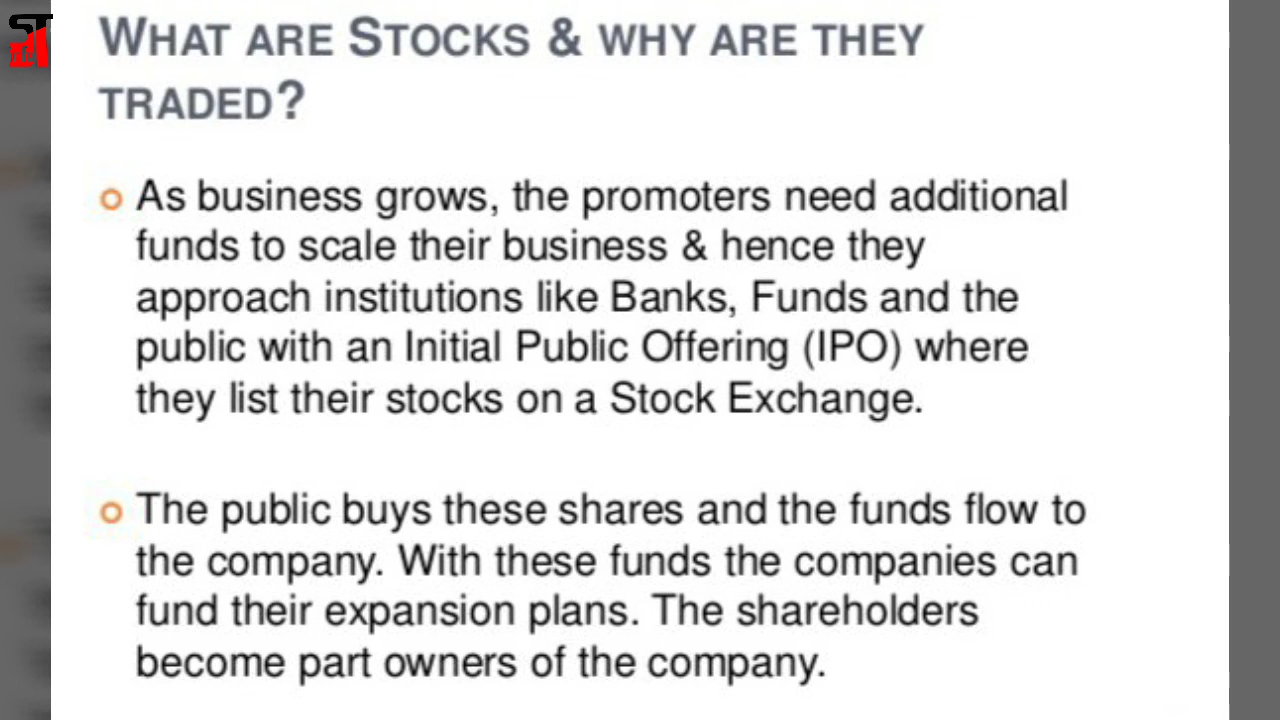 WHAT ARE STOCKS & WHY ARE THEY
TRADED?
As business grows, the promoters need additional
funds to scale their business & hence they
approach institutions like Banks, Funds and the
public with an Initial Public Offering (IPO) where
they list their stocks on a Stock Exchange.
The public buys these shares and the funds flow to
the company. With these funds the companies can
fund their expansion plans. The shareholders
become part owners of the company.